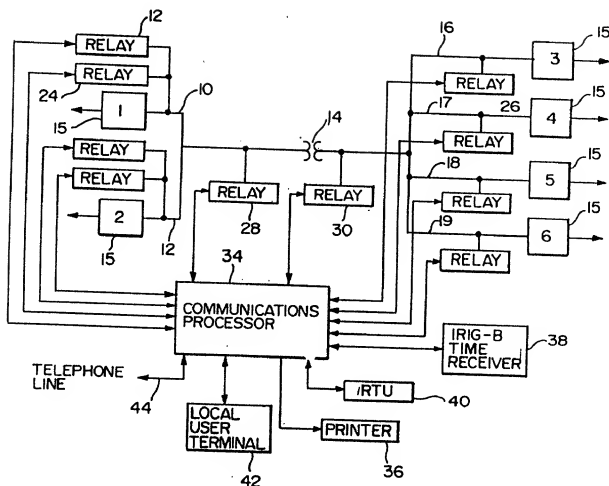 12
RELAY
RELAY
24
10
1
15
RELAY
RELAY
2
15
12
14
RELAY
28
RELAY
30
16
3
15
RELAY
17
26
4
15
RELAY
18
5
15
RELAY
19
6
15
RELAY
34
COMMUNICATIONS
PROCESSOR
IRIG-B
TIME
RECEIVER
38
TELEPHONE
LINE
44
LOCAL
USER
TERMINAL
42
PRINTER
36
iRTU
40